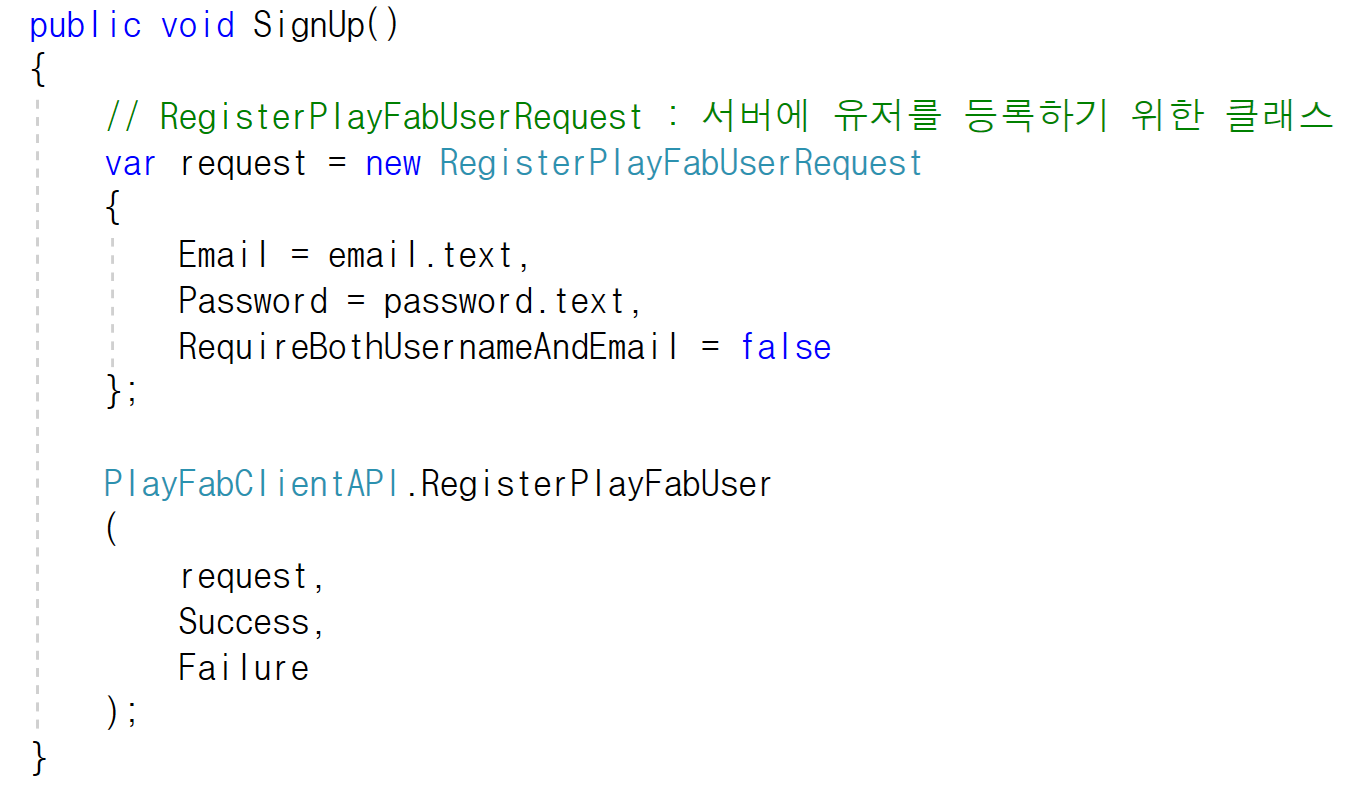 public void SignUp()
{
    // RegisterPlayFabUserRequest : 서버에 유저를 등록하기 위한 클래스
    var request = new RegisterPlayFabUserRequest
    {
        Email = email.text,
        Password = password.text,
        RequireBothUsernameAndEmail = false
    };

    PlayFabClientAPI.RegisterPlayFabUser
    (
        request,
        Success,
        Failure
    );
}